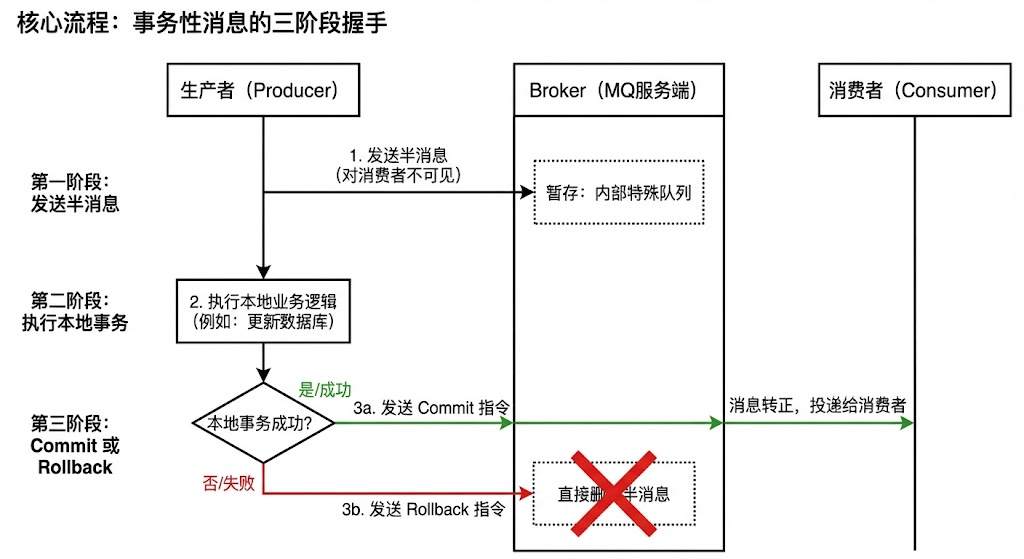 核心流程：事务性消息的三阶段握手
生产者（Producer）
Broker（MQ服务端）
消费者（Consumer）
第一阶段：
发送半消息
1. 发送半消息
（对消费者不可见）
暂存：内部特殊队列
第二阶段：
执行本地事务
2. 执行本地业务逻辑
（例如：更新数据库）
第三阶段：
Commit 或
Rollback
本地事务成功？
是/成功
3a. 发送 Commit 指令
消息转正，投递给消费者
否/失败
3b. 发送 Rollback 指令
直接删半消息